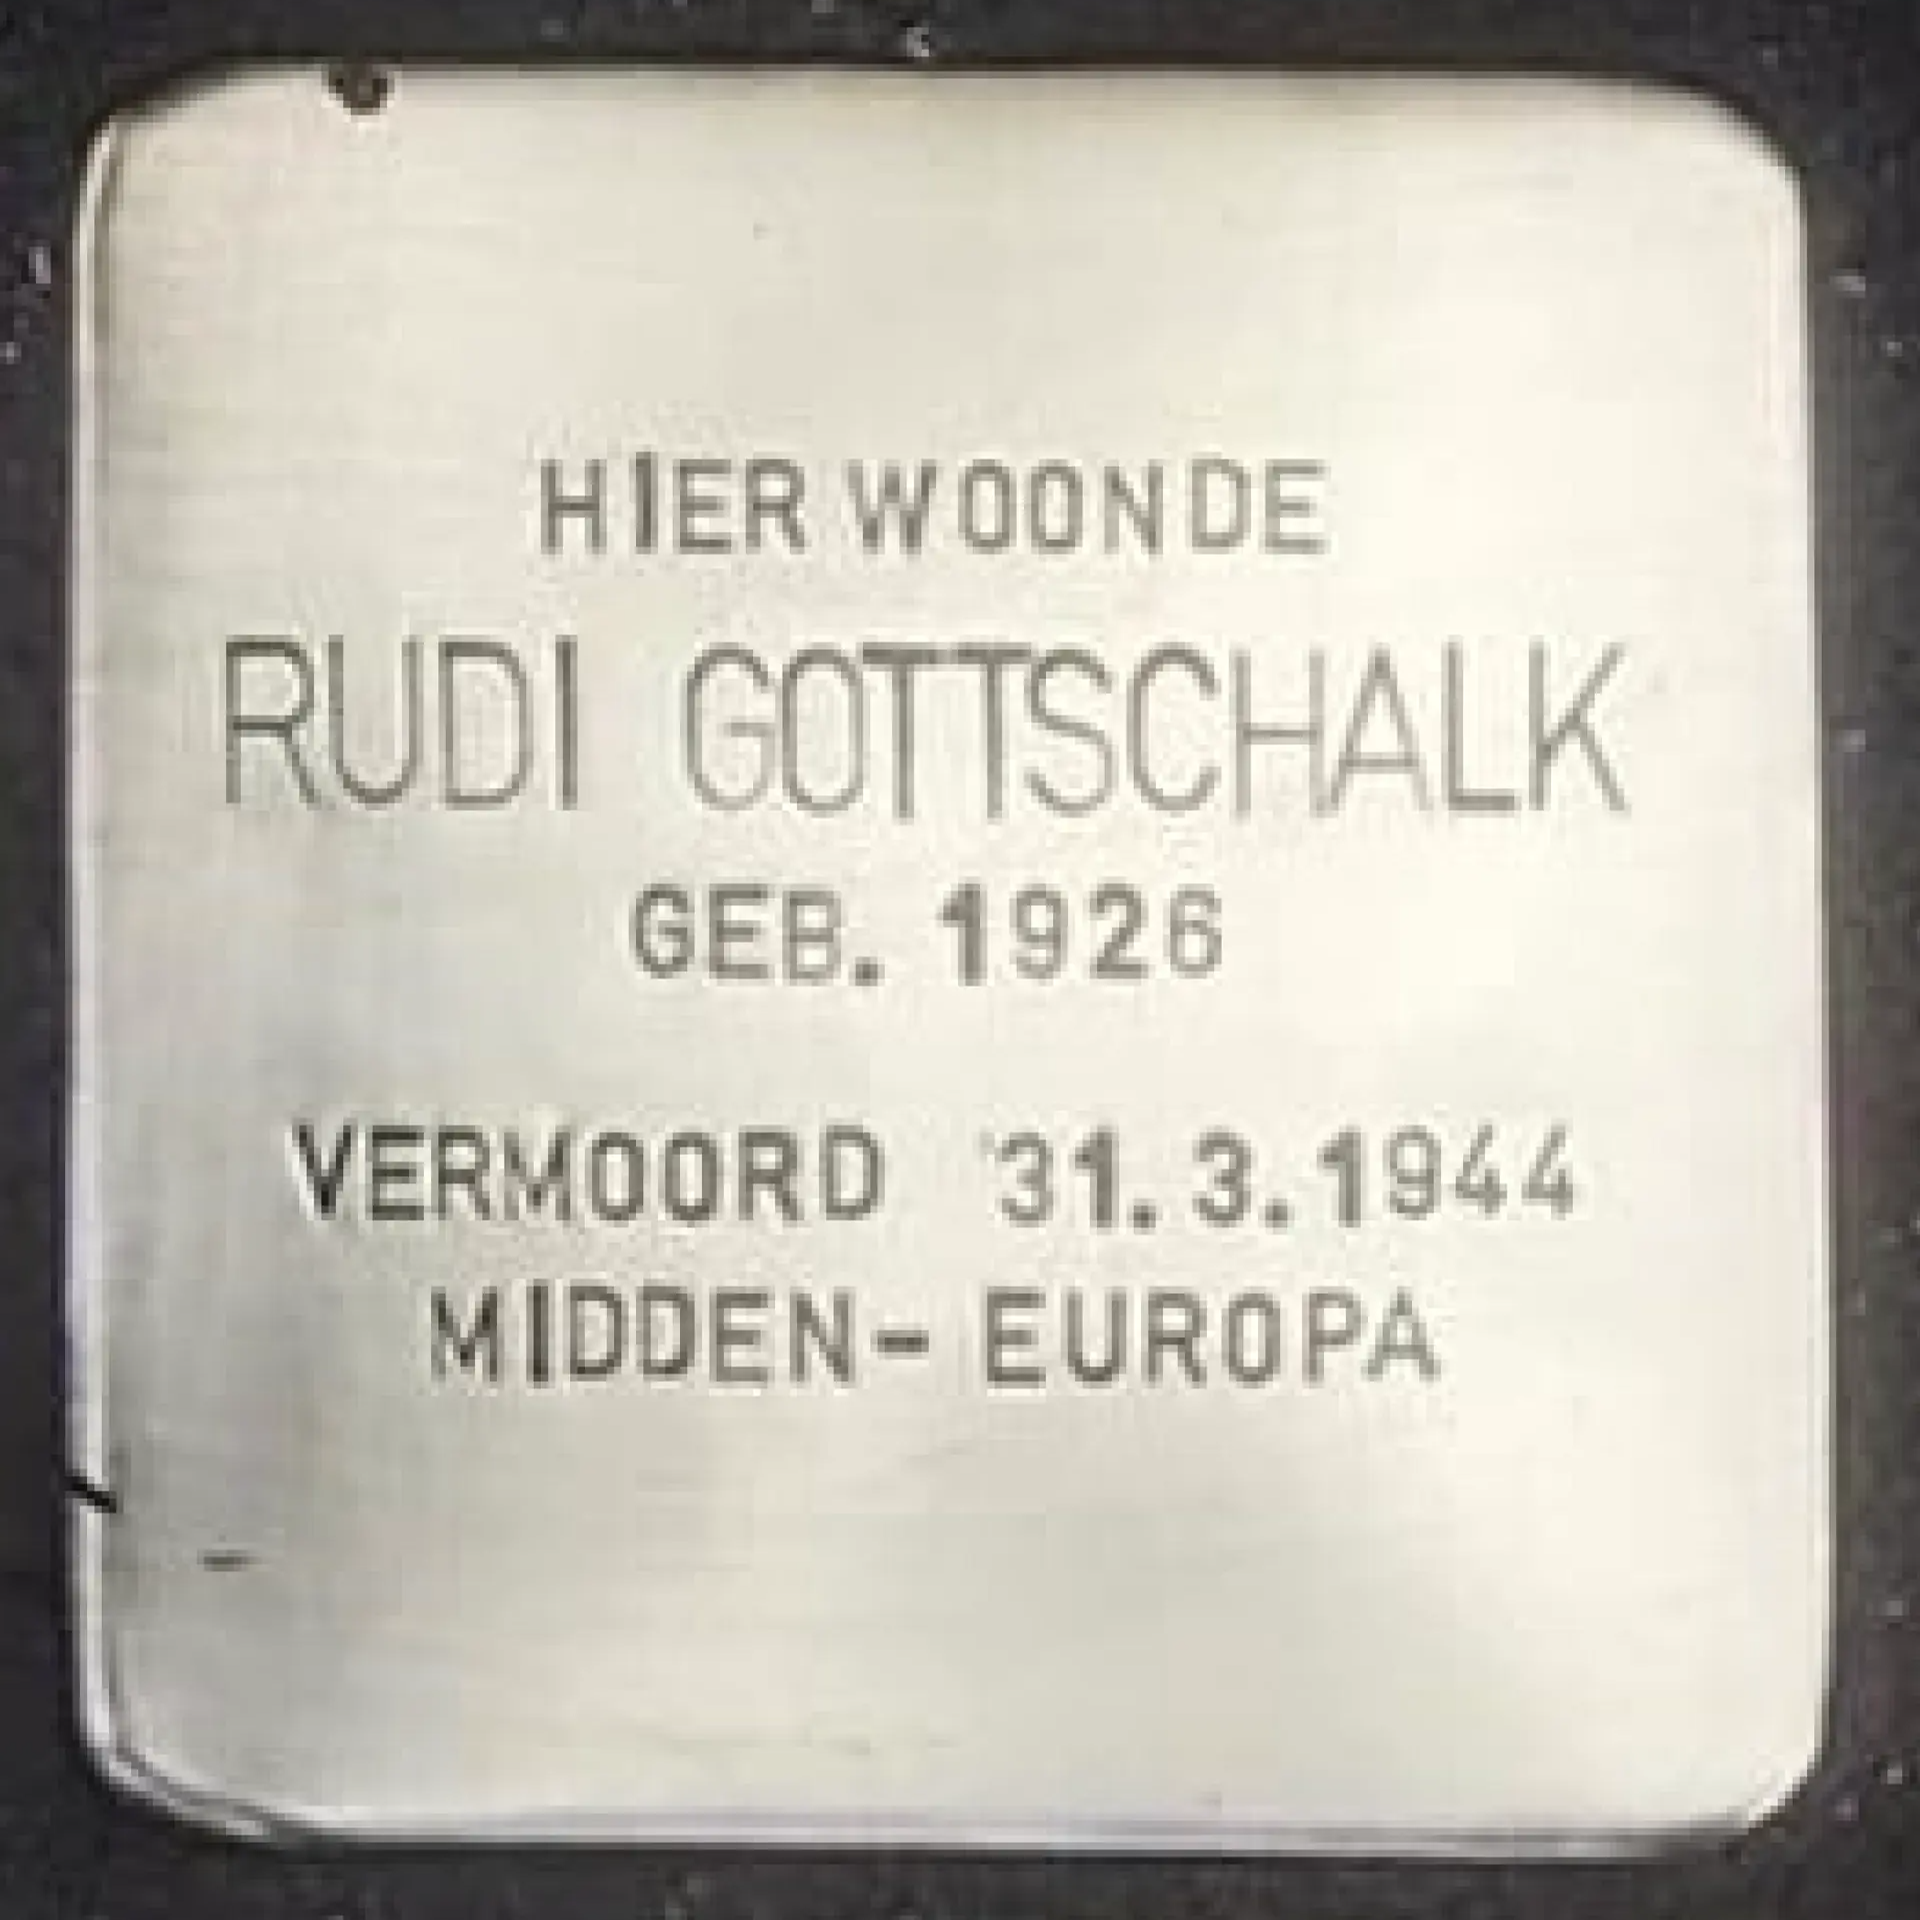 HIER WOONDE
RUDI GOTTSCHALK
GEB. 1926
VERMOORD 31.3.1944
MIDDEN-EUROPA